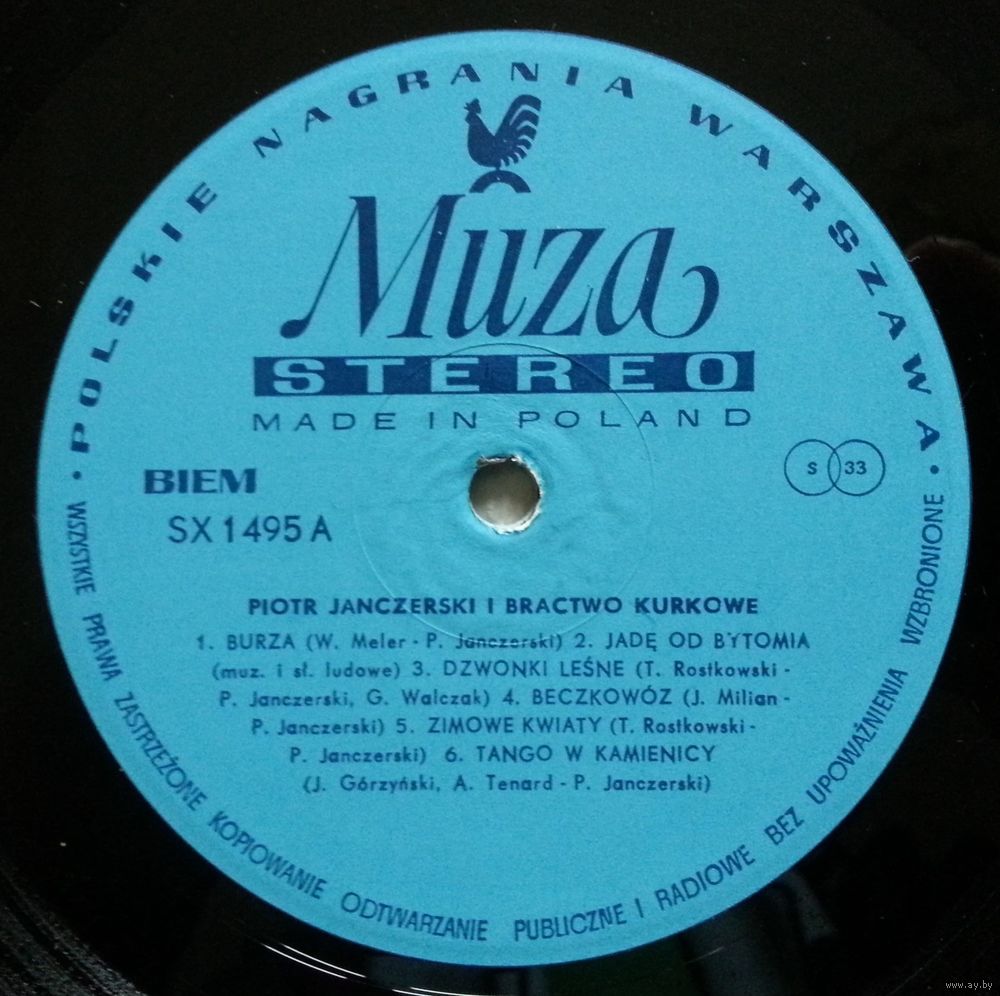 • POLSKIE NAGRANIA WARSZAWA •
Muza
STEREO
MADE IN POLAND
BIEM
S 33
SX 1495 A
PIOTR JANCZERSKI I BRACTWO KURKOWE
1. BURZA (W. Meler - P. Janczerski) 2. JADĘ OD BYTOMIA
(muz. i sł. ludowe) 3. DZWONKI LEŚNE (T. Rostkowski -
P. Janczerski, G. Walczak) 4. BECZKOWÓZ (J. Milian -
P. Janczerski) 5. ZIMOWE KWIATY (T. Rostkowski -
P. Janczerski) 6. TANGO W KAMIENICY
(J. Górzyński, A. Tenard - P. Janczerski)
WSZYSTKIE PRAWA ZASTRZEŻONE KOPIOWANIE ODTWARZANIE PUBLICZNE I RADIOWE BEZ UPOWAŻNIENIA WZBRONIONE
www.ay.by